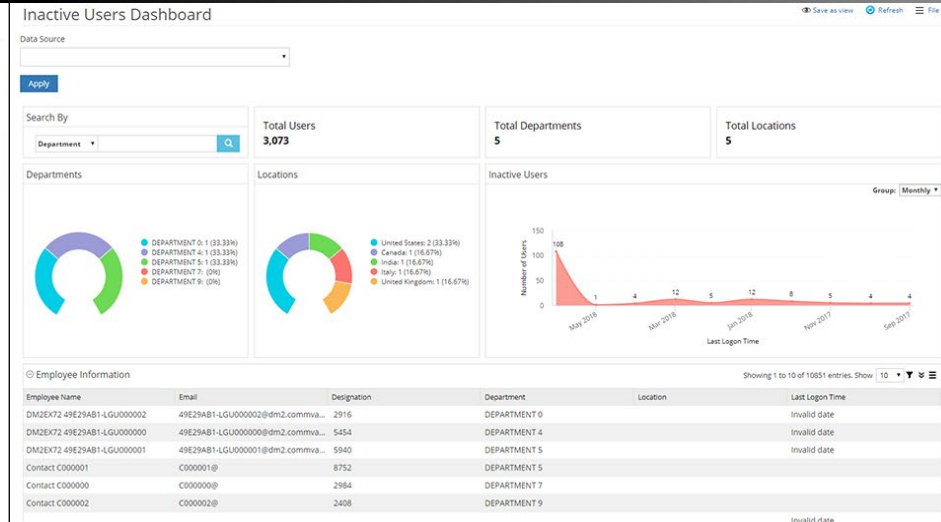 Inactive Users Dashboard
Save as view Refresh File
Data Source
Apply
Search By
Department
Total Users
3,073
Total Departments
5
Total Locations
5
Departments
DEPARTMENT 0: 1 (33.33%)
DEPARTMENT 4: 1 (33.33%)
DEPARTMENT 5: 1 (33.33%)
DEPARTMENT 7: (0%)
DEPARTMENT 9: (0%)
Locations
United States: 2 (33.33%)
Canada: 1 (16.67%)
India: 1 (16.67%)
Italy: 1 (16.67%)
United Kingdom: 1 (16.67%)
Inactive Users
Group: Monthly
Number of Users
150
100
50
0
108 1 4 12 5 12 8 5 4 4
May 2018 Mar 2018 Jan 2018 Nov 2017 Sep 2017
Last Logon Time
Employee Information
Showing 1 to 10 of 10851 entries. Show 10
Employee Name Email Designation Department Location Last Logon Time
DM2EX72 49E29AB1-LGU000002 49E29AB1-LGU000002@dm2.commva... 2916 DEPARTMENT 0 Invalid date
DM2EX72 49E29AB1-LGU000000 49E29AB1-LGU000000@dm2.commva... 5454 DEPARTMENT 4 Invalid date
DM2EX72 49E29AB1-LGU000001 49E29AB1-LGU000001@dm2.commva... 5940 DEPARTMENT 5 Invalid date
Contact C000001 C000001@ 8752 DEPARTMENT 5
Contact C000000 C000000@ 2984 DEPARTMENT 7
Contact C000002 C000002@ 2408 DEPARTMENT 9
Invalid date